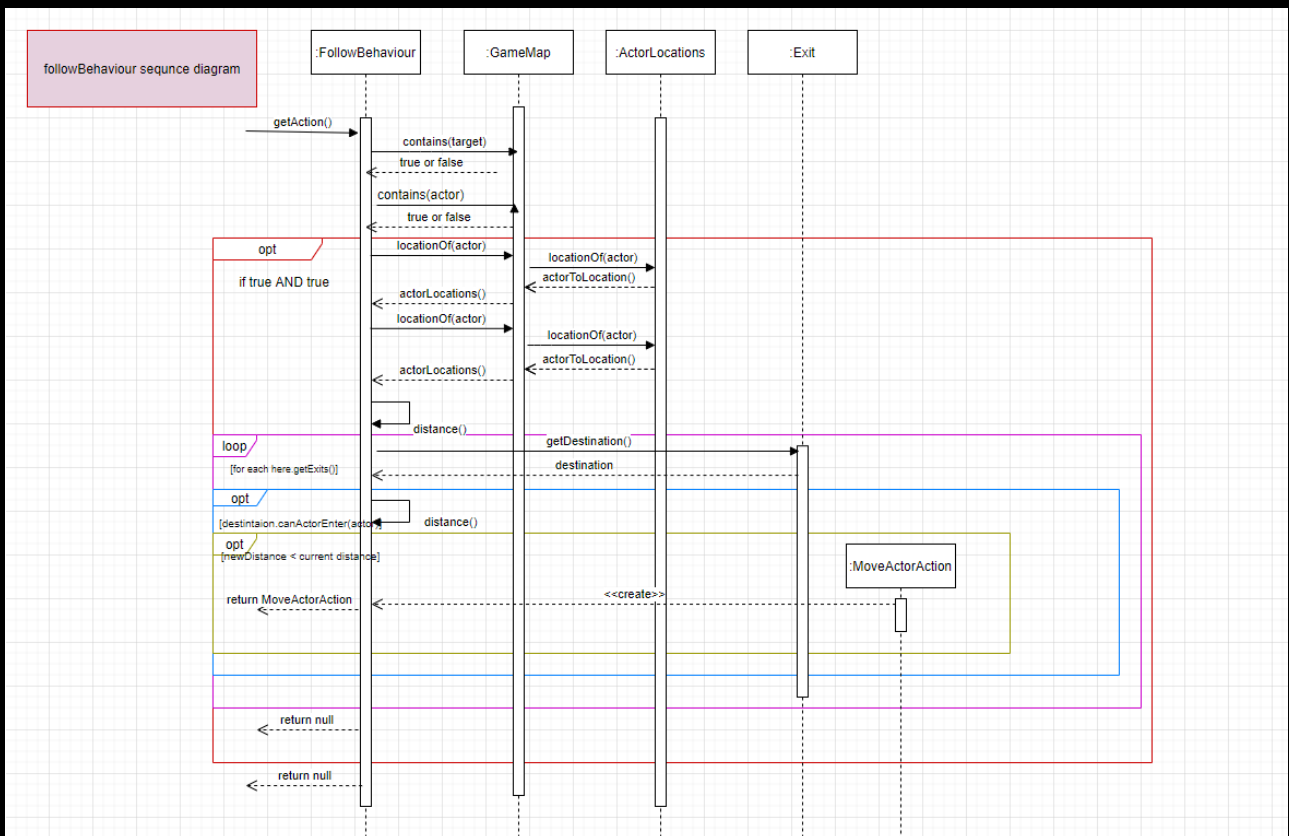 followBehaviour sequnce diagram
:FollowBehaviour
:GameMap
:ActorLocations
:Exit
getAction()
contains(target)
true or false
contains(actor)
true or false
opt
locationOf(actor)
locationOf(actor)
if true AND true
actorToLocation()
actorLocations()
locationOf(actor)
locationOf(actor)
actorToLocation()
actorLocations()
distance()
loop
getDestination()
[for each here.getExits()]
destination
opt
[destintaion.canActorEnter(actor)]
distance()
opt
[newDistance < current distance]
:MoveActorAction
<<create>>
return MoveActorAction
return null
return null